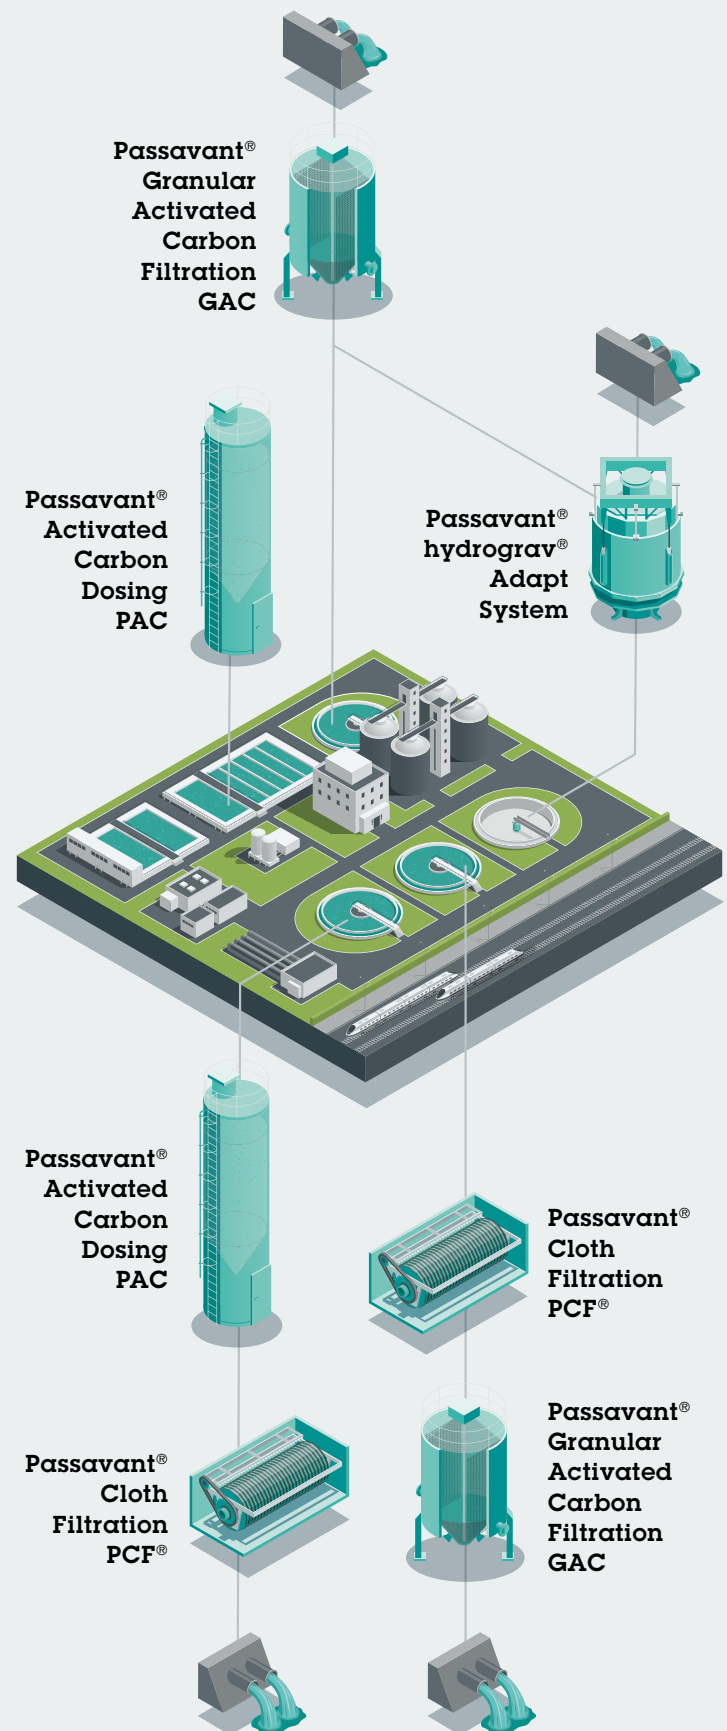 Passavant®
Granular
Activated
Carbon
Filtration
GAC
Passavant®
Activated
Carbon
Dosing
PAC
Passavant®
hydrograv®
Adapt
System
Passavant®
Activated
Carbon
Dosing
PAC
Passavant®
Cloth
Filtration
PCF®
Passavant®
Cloth
Filtration
PCF®
Passavant®
Granular
Activated
Carbon
Filtration
GAC